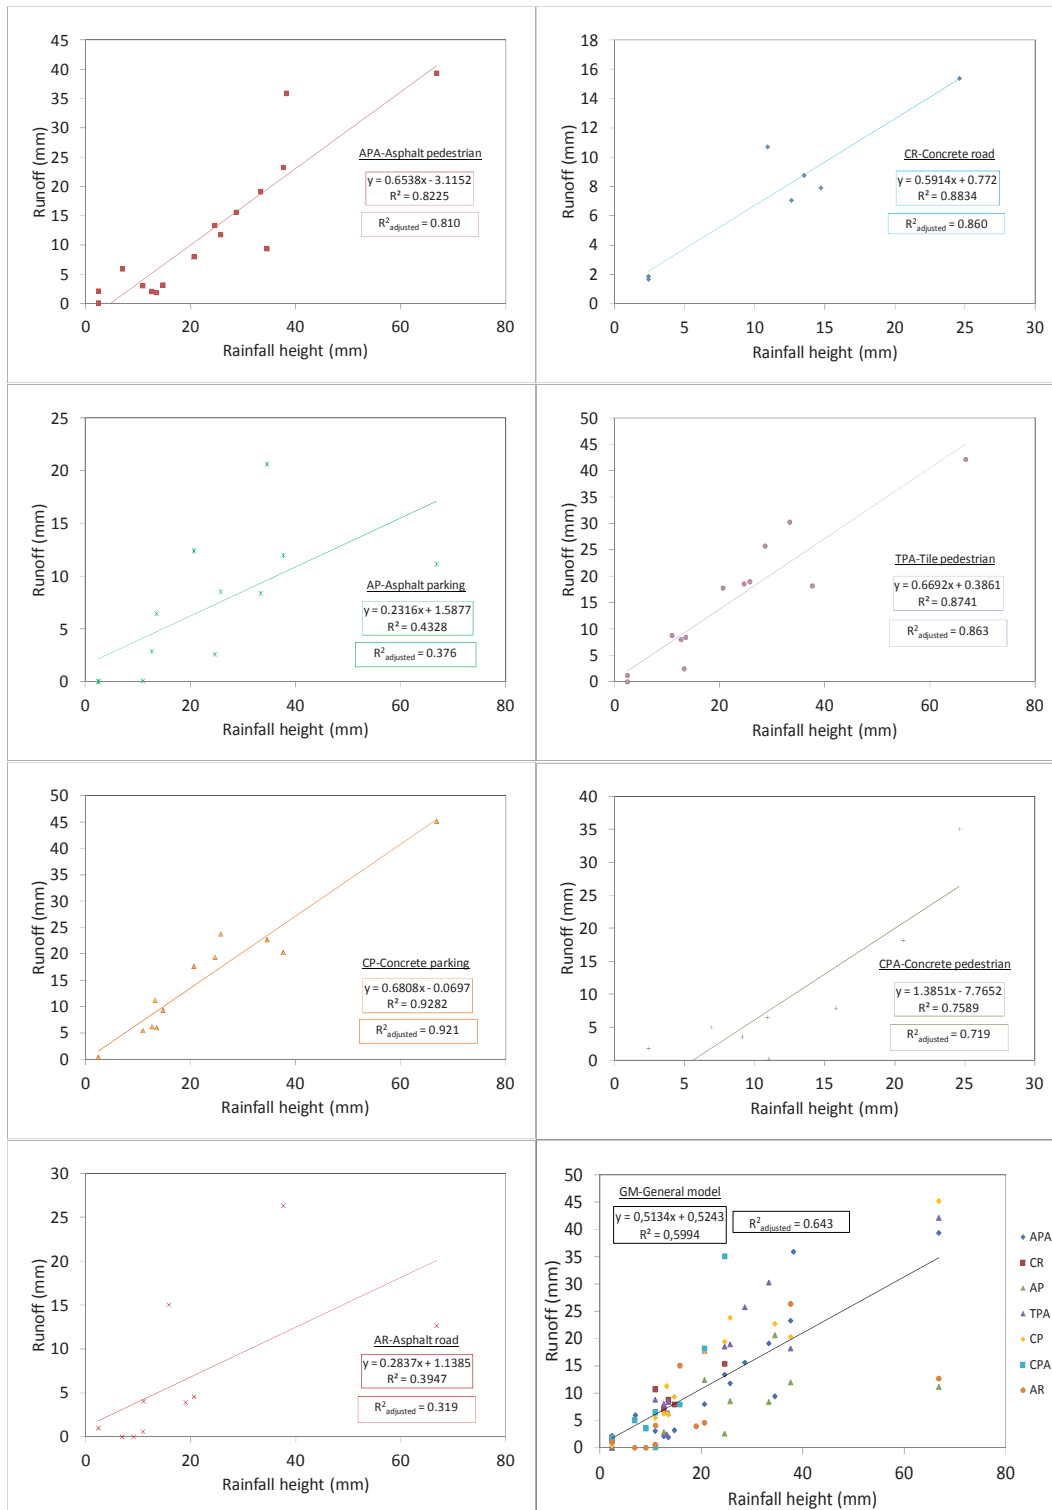 45
40
35
30
25
20
15
10
5
0
Runoff (mm)
APA-Asphalt pedestrian
y = 0.6538x - 3.1152
R² = 0.8225
R²adjusted = 0.810
0 20 40 60 80
Rainfall height (mm)
18
16
14
12
10
8
6
4
2
0
Runoff (mm)
CR-Concrete road
y = 0.5914x + 0.772
R² = 0.8834
R²adjusted = 0.860
0 5 10 15 20 25 30
Rainfall height (mm)
25
20
15
10
5
0
Runoff (mm)
AP-Asphalt parking
y = 0.2316x + 1.5877
R² = 0.4328
R²adjusted = 0.376
0 20 40 60 80
Rainfall height (mm)
50
45
40
35
30
25
20
15
10
5
0
Runoff (mm)
TPA-Tile pedestrian
y = 0.6692x + 0.3861
R² = 0.8741
R²adjusted = 0.863
0 20 40 60 80
Rainfall height (mm)
50
45
40
35
30
25
20
15
10
5
0
Runoff (mm)
CP-Concrete parking
y = 0.6808x - 0.0697
R² = 0.9282
R²adjusted = 0.921
0 20 40 60 80
Rainfall height (mm)
40
35
30
25
20
15
10
5
0
Runoff (mm)
CPA-Concrete pedestrian
y = 1.3851x - 7.7652
R² = 0.7589
R²adjusted = 0.719
0 5 10 15 20 25 30
Rainfall height (mm)
30
25
20
15
10
5
0
Runoff (mm)
AR-Asphalt road
y = 0.2837x + 1.1385
R² = 0.3947
R²adjusted = 0.319
0 20 40 60 80
Rainfall height (mm)
50
45
40
35
30
25
20
15
10
5
0
Runoff (mm)
GM-General model
y = 0,5134x + 0,5243
R² = 0,5994
R²adjusted = 0.643
APA
CR
AP
TPA
CP
CPA
AR
0 20 40 60 80
Rainfall height (mm)